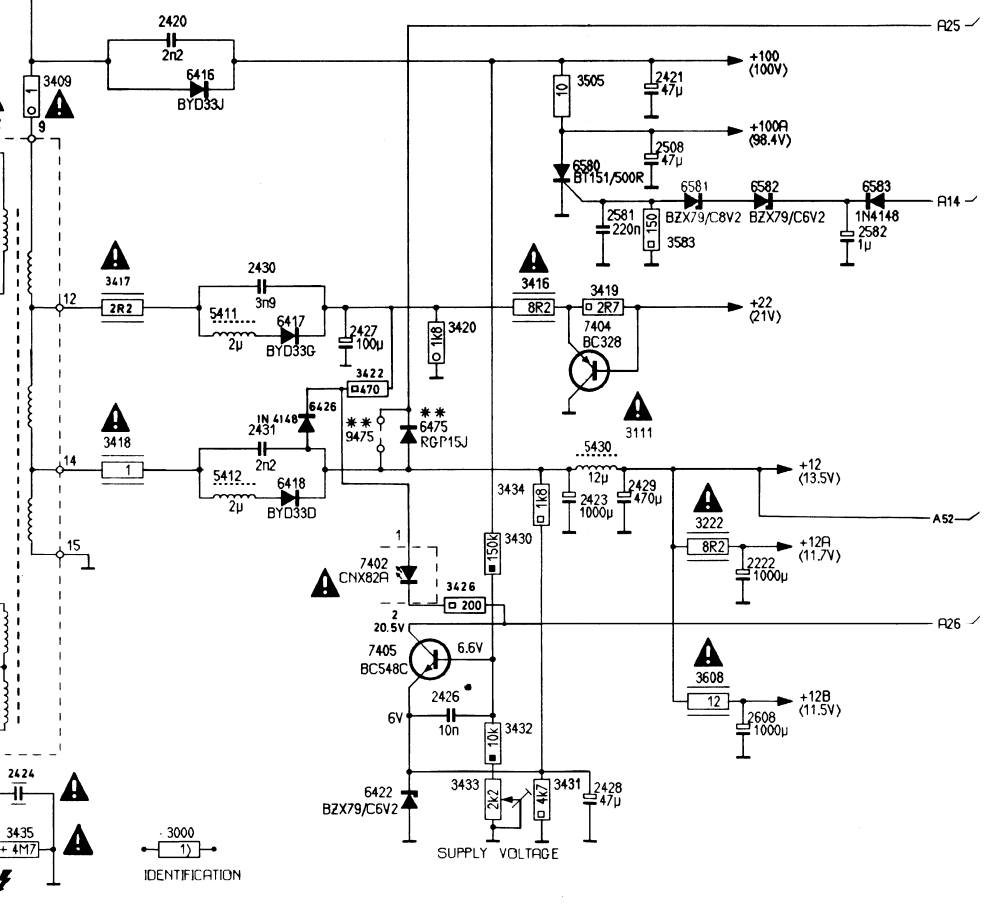 2420
2n2
6416
BYD33J
3409
1
9
A25
+100
(100V)
3505
10
2421
47µ
+100A
(98.4V)
2508
47µ
6580
BT151/500R
6581
BZX79/C8V2
6582
BZX79/C6V2
6583
1N4148
A14
2581
220n
150
3583
2582
1µ
12
3417
2R2
2430
3n9
5411
2µ
6417
BYD33G
2427
100µ
3420
1k8
3416
8R2
3419
2R7
7404
BC328
+22
(21V)
3111
3422
470
6426
1N 4148
**
9475
**
6475
RGP15J
14
3418
1
2431
2n2
5412
2µ
6418
BYD33D
3434
1k8
5430
12µ
2423
1000µ
2429
470µ
+12
(13.5V)
A52
3222
8R2
+12A
(11.7V)
2222
1000µ
15
1
7402
CNX82A
2
3430
150k
3426
200
A26
20.5V
7405
BC548C
6.6V
6V
2426
10n
3432
10k
3608
12
+12B
(11.5V)
2608
1000µ
6422
BZX79/C6V2
3433
2k2
3431
4k7
2428
47µ
SUPPLY VOLTAGE
2424
3435
+ 4M7
3000
1)
IDENTIFICATION